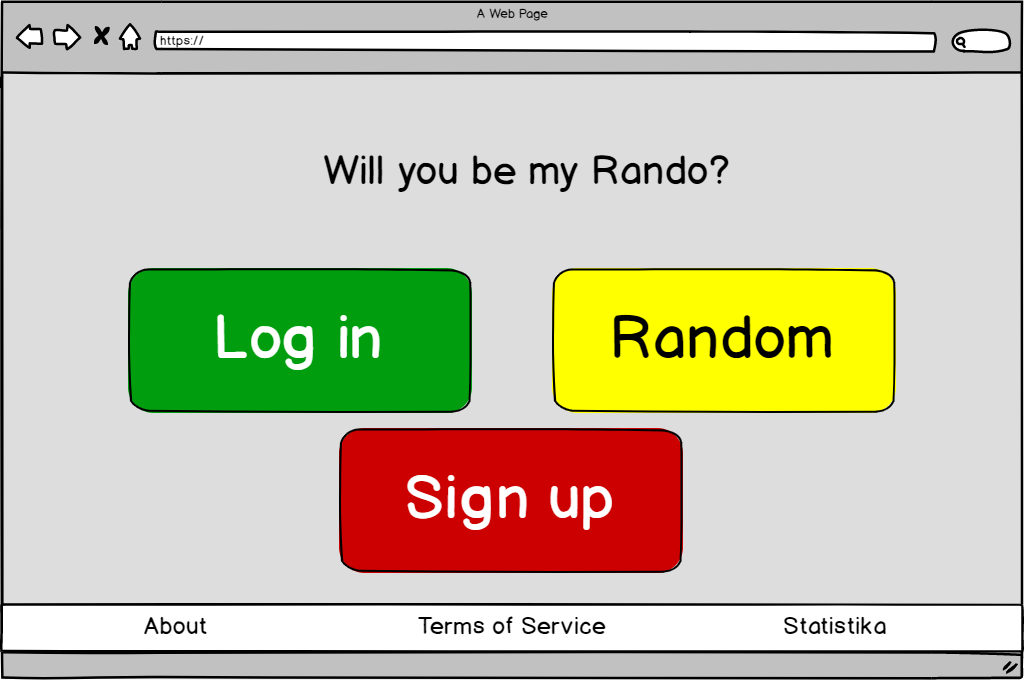 A Web Page
https://
Will you be my Rando?
Log in
Random
Sign up
About
Terms of Service
Statistika